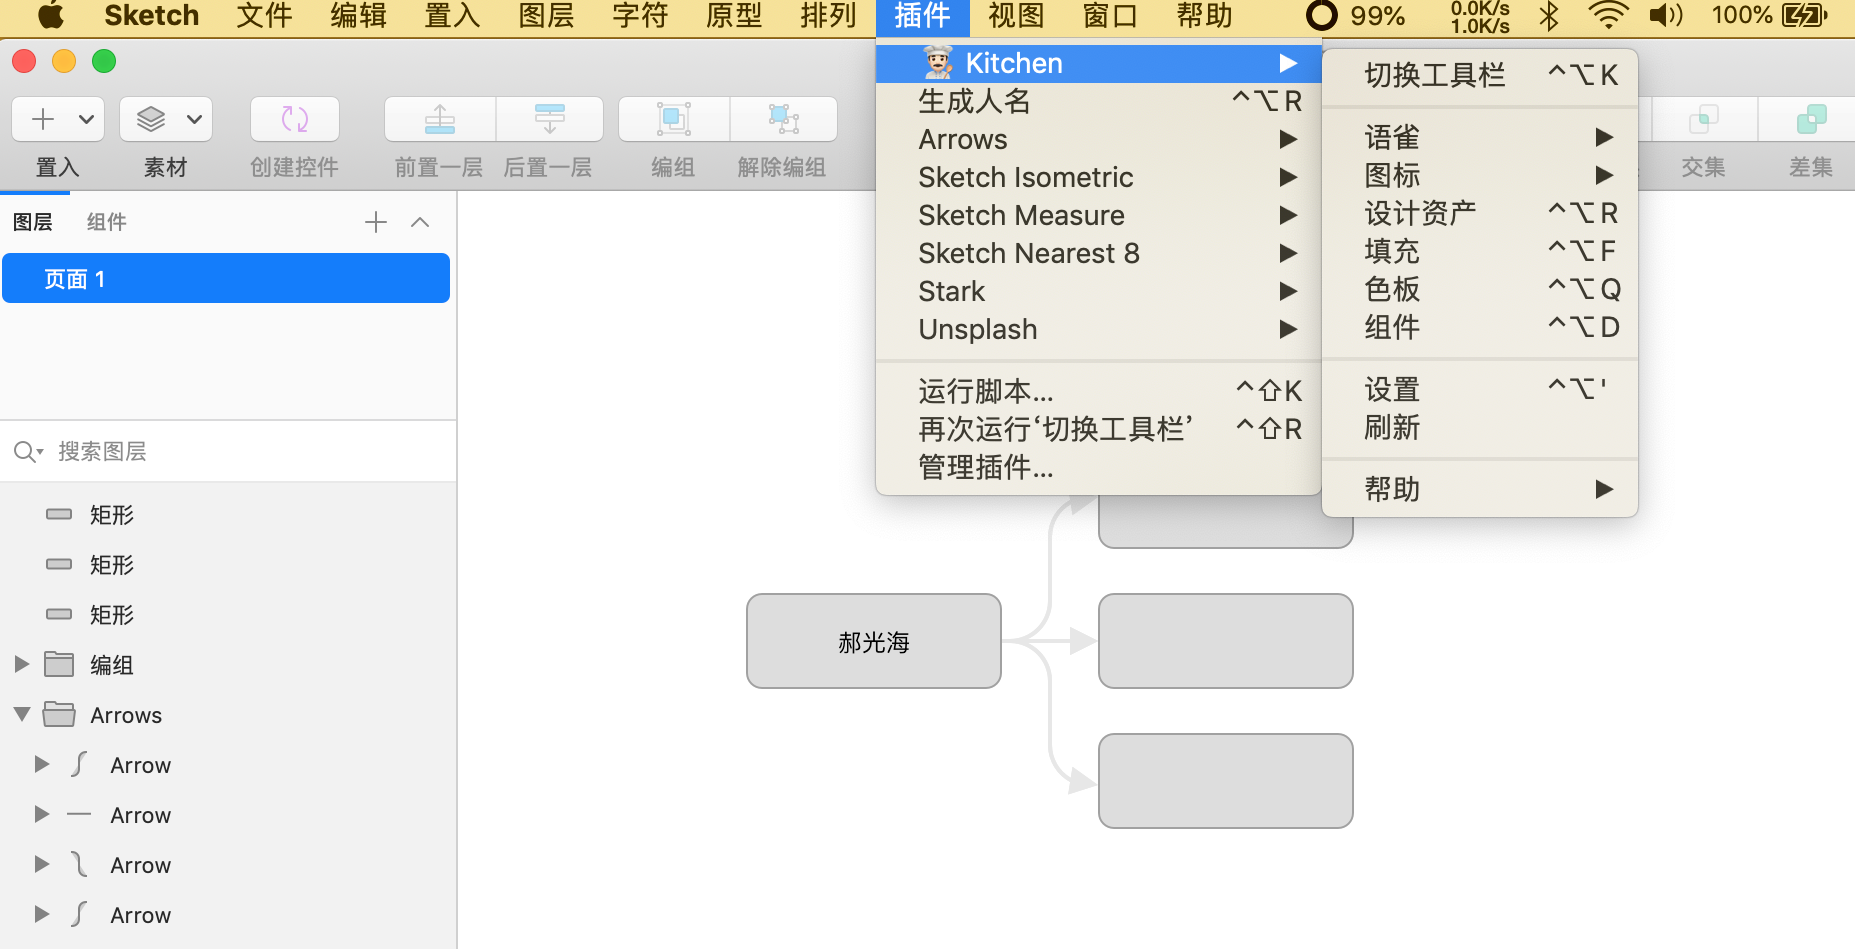 Sketch 文件 编辑 置入 图层 字符 原型 排列 插件 视图 窗口 帮助 99% 0.0K/s 1.0K/s 100%
置入 素材 创建控件 前置一层 后置一层 编组 解除编组 交集 差集
图层 组件
页面 1
搜索图层
矩形
矩形
矩形
编组
Arrows
Arrow
Arrow
Arrow
Arrow
Kitchen
生成人名 ⌃⌥R
Arrows
Sketch Isometric
Sketch Measure
Sketch Nearest 8
Stark
Unsplash
运行脚本... ⌃⇧K
再次运行‘切换工具栏’ ⌃⇧R
管理插件...
切换工具栏 ⌃⌥K
语雀
图标
设计资产 ⌃⌥R
填充 ⌃⌥F
色板 ⌃⌥Q
组件 ⌃⌥D
设置 ⌃⌥'
刷新
帮助
郝光海